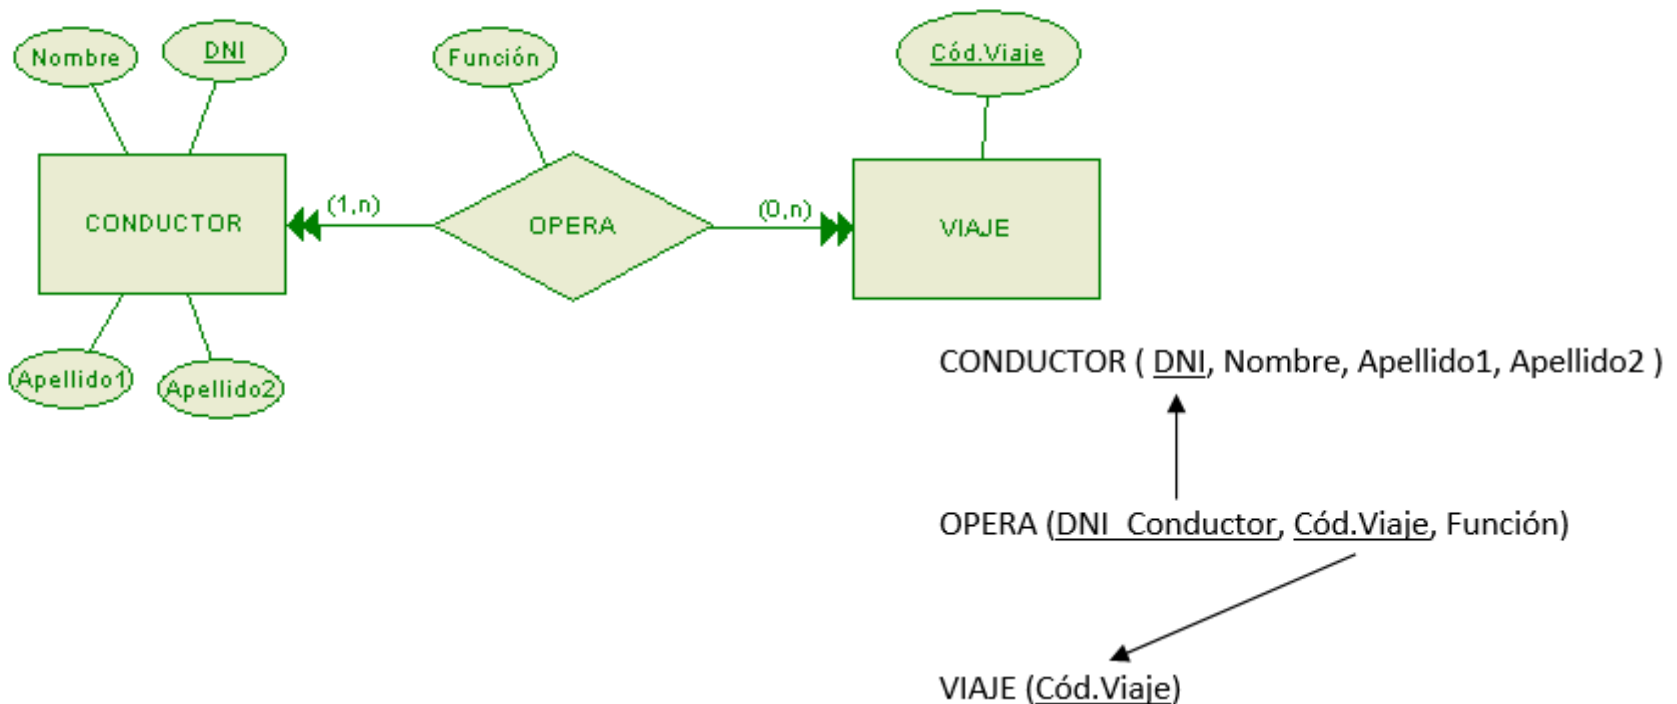 Nombre
DNI
Función
Cód.Viaje
CONDUCTOR
(1,n)
OPERA
(0,n)
VIAJE
Apellido1
Apellido2
CONDUCTOR ( DNI, Nombre, Apellido1, Apellido2 )
OPERA (DNI_Conductor, Cód.Viaje, Función)
VIAJE (Cód.Viaje)